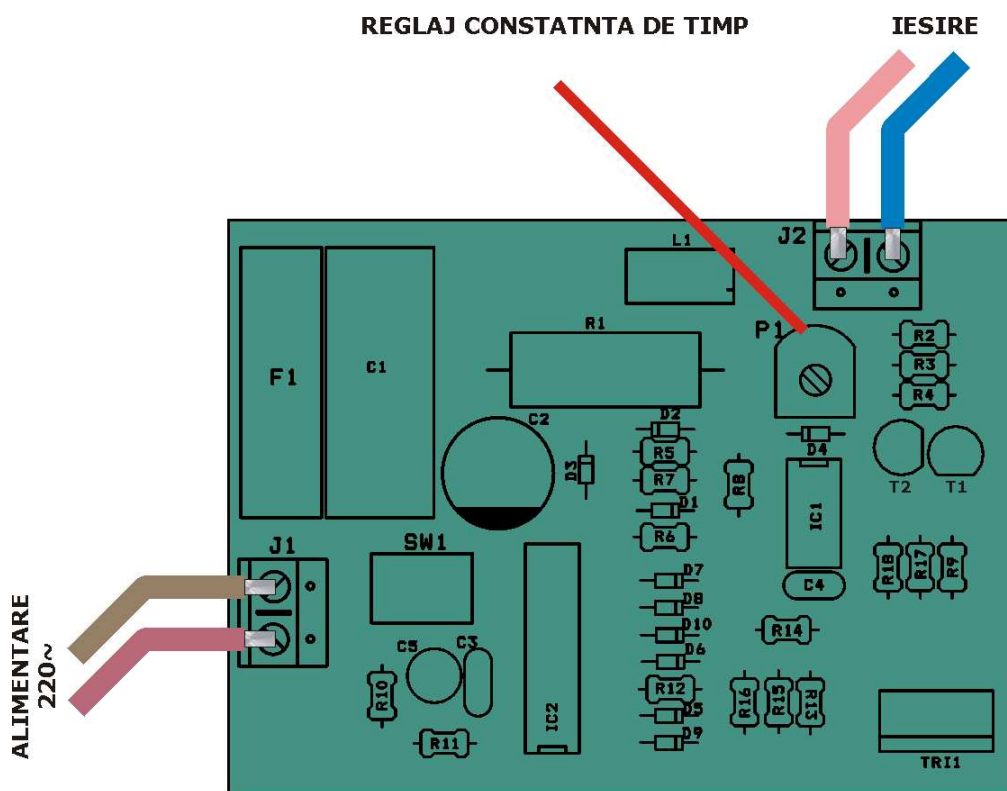 REGLAJ CONSTATNTA DE TIMP
IESIRE
J2
L1
R1
P1
R2
R3
R4
F1
C1
C2
D2
R5
D3
R7
D4
T2
T1
R8
IC1
D1
R6
J1
SW1
D7
C4
R18
R17
R9
D8
D10
R14
D6
C5
C3
R10
R12
R16
R15
R13
D5
IC2
R11
D9
TRI1
ALIMENTARE
220~